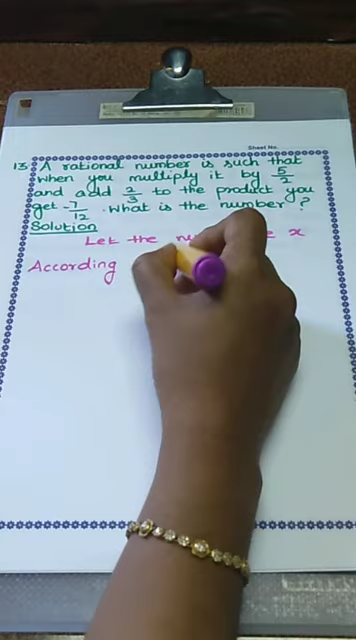 Sheet No.
13. A rational number is such that
when you multiply it by 5/2
and add 2/3 to the product you
get -7/12. What is the number?
Solution
Let the x
According